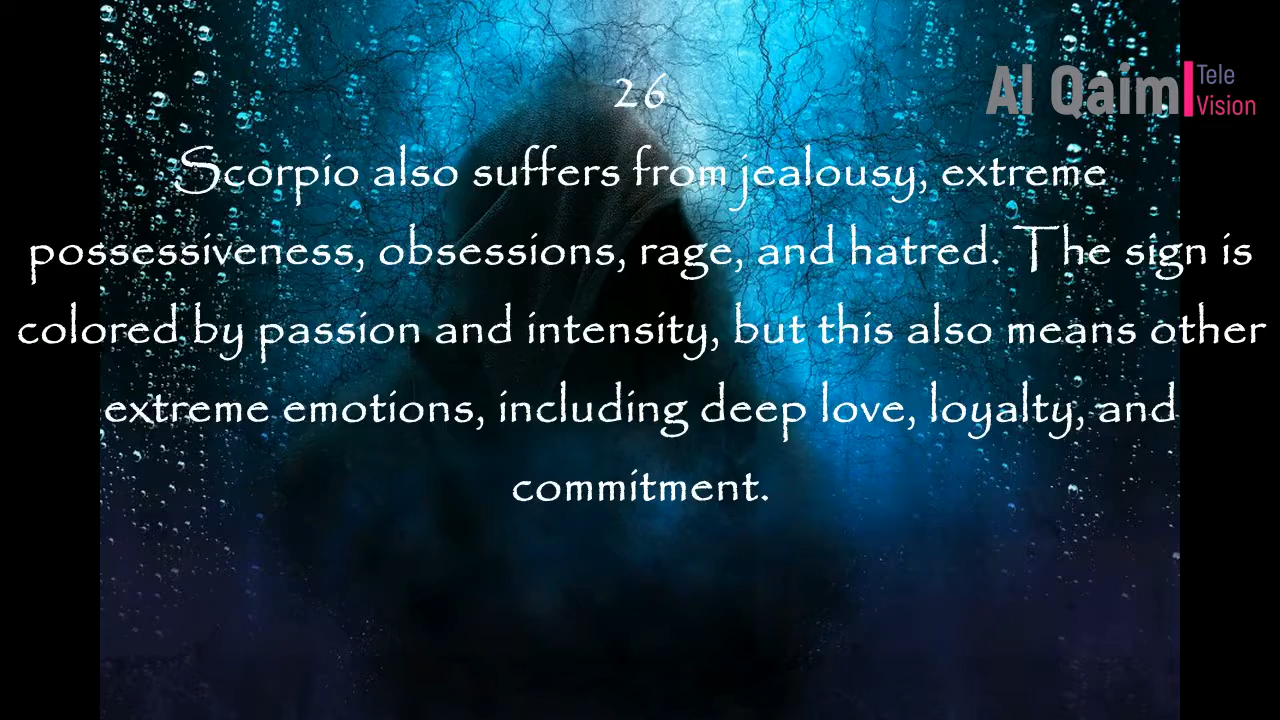 Al Qaim
Tele
Vision
26
Scorpio also suffers from jealousy, extreme
possessiveness, obsessions, rage, and hatred. The sign is
colored by passion and intensity, but this also means other
extreme emotions, including deep love, loyalty, and
commitment.